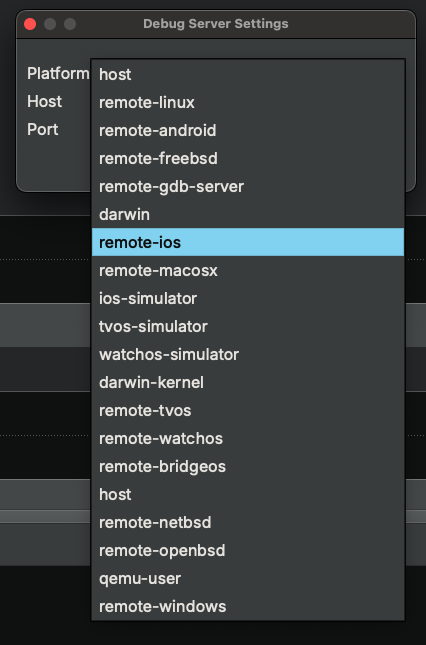 Debug Server Settings
Platform
host
remote-linux
Host
remote-android
Port
remote-freebsd
remote-gdb-server
darwin
remote-ios
remote-macosx
ios-simulator
tvos-simulator
watchos-simulator
darwin-kernel
remote-tvos
remote-watchos
remote-bridgeos
host
remote-netbsd
remote-openbsd
qemu-user
remote-windows